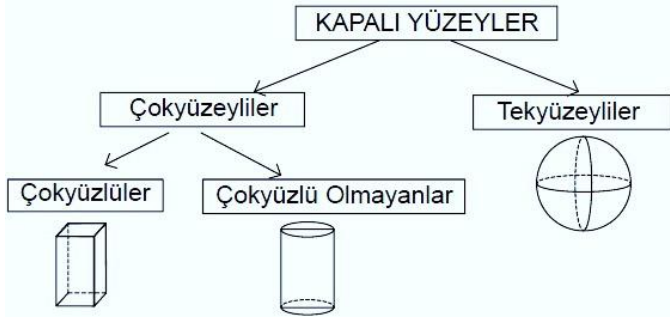 KAPALI YÜZEYLER
Çokyüzeyliler
Tekyüzeyliler
Çokyüzlüler
Çokyüzlü Olmayanlar